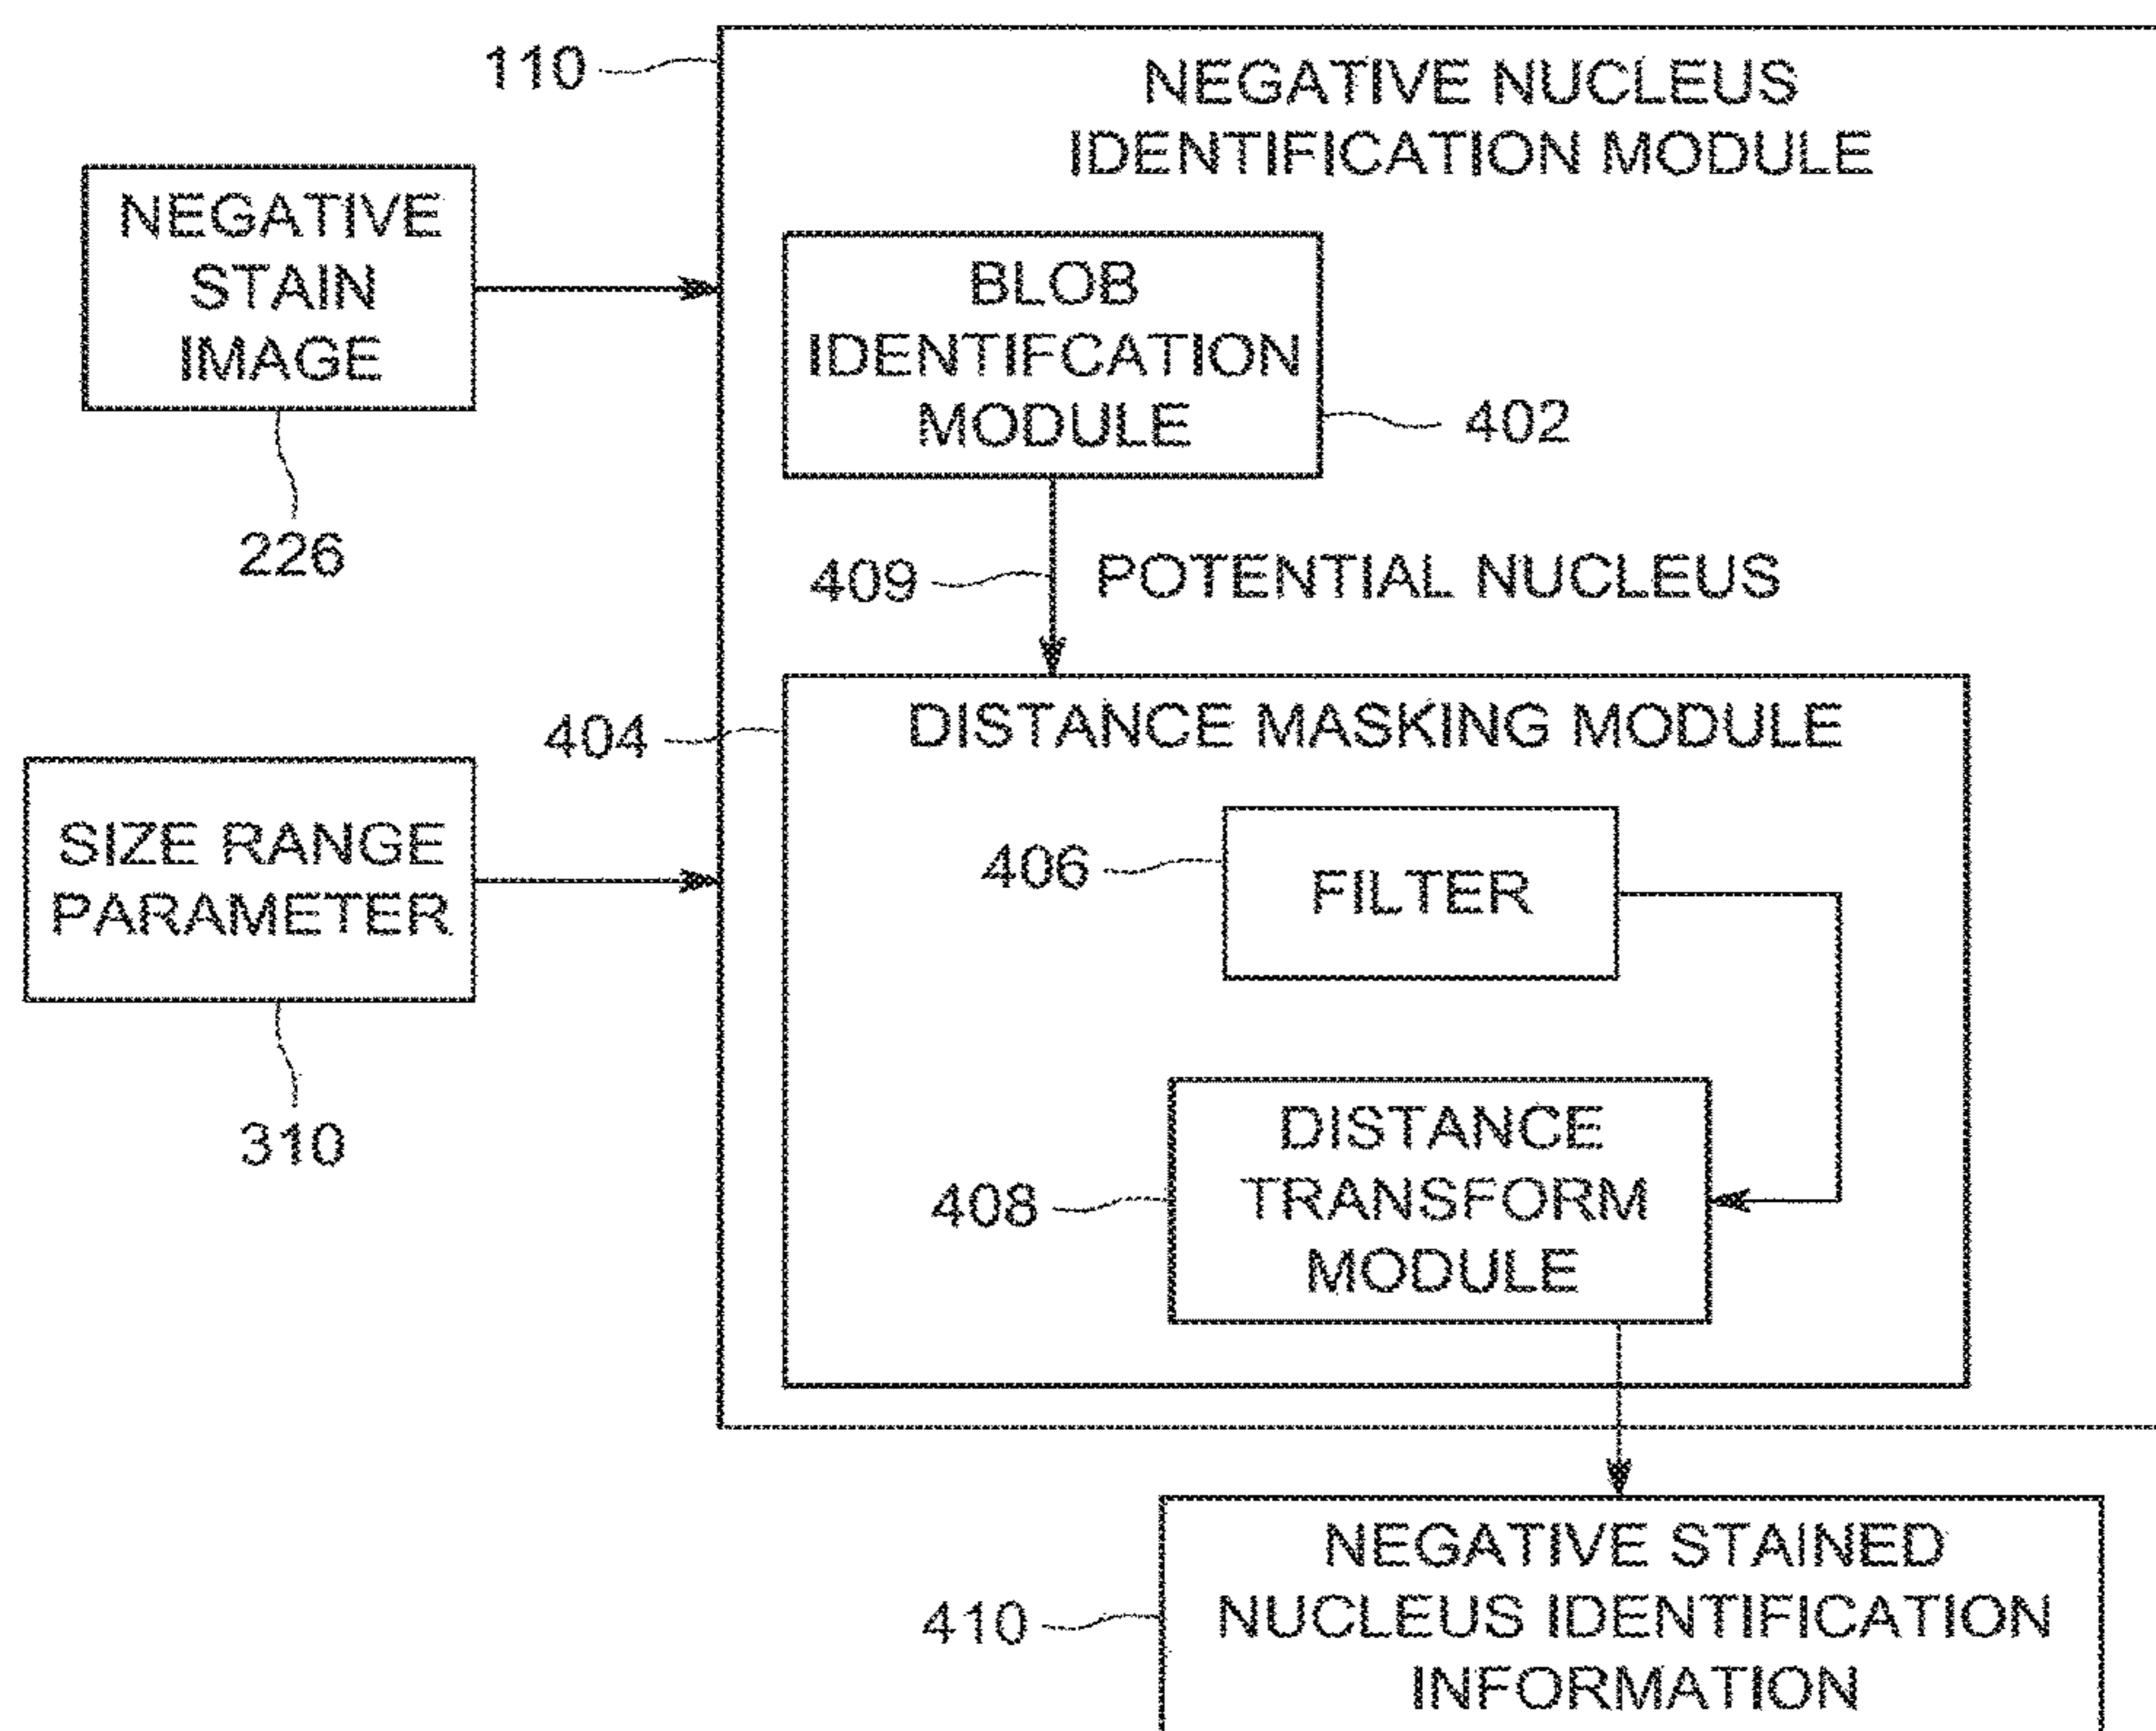 110
NEGATIVE NUCLEUS
IDENTIFICATION MODULE
NEGATIVE
STAIN
IMAGE
226
BLOB
IDENTIFCATION
MODULE
402
409
POTENTIAL NUCLEUS
404
DISTANCE MASKING MODULE
SIZE RANGE
PARAMETER
310
406
FILTER
408
DISTANCE
TRANSFORM
MODULE
410
NEGATIVE STAINED
NUCLEUS IDENTIFICATION
INFORMATION